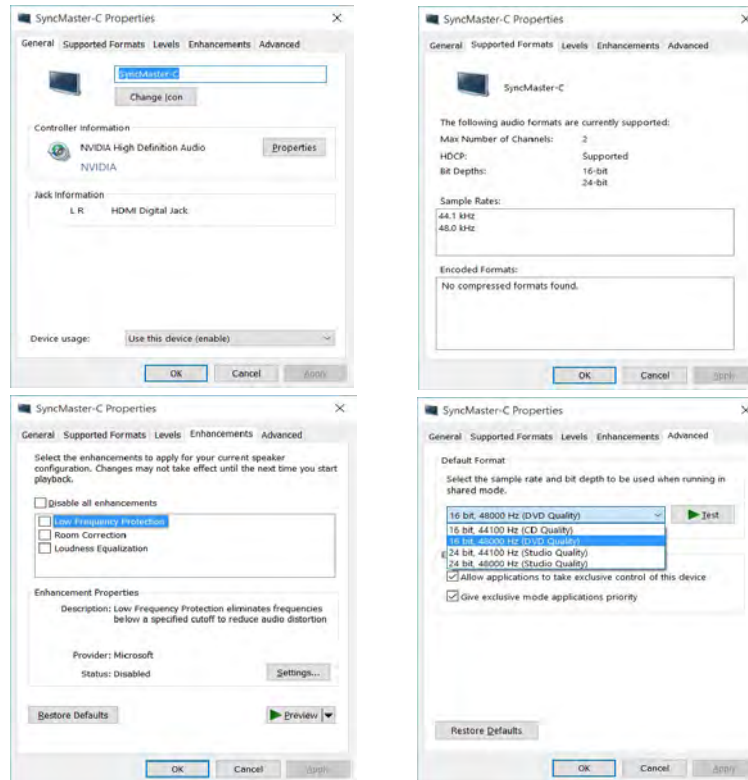 SyncMaster-C Properties
General Supported Formats Levels Enhancements Advanced
SyncMaster-C
Change Icon
Controller Information
NVIDIA High Definition Audio
Properties
NVIDIA
Jack Information
L R HDMI Digital Jack
Device usage: Use this device (enable)
OK Cancel Apply
SyncMaster-C Properties
General Supported Formats Levels Enhancements Advanced
SyncMaster-C
The following audio formats are currently supported:
Max Number of Channels: 2
HDCP: Supported
Bit Depths: 16-bit
24-bit
Sample Rates:
44.1 kHz
48.0 kHz
Encoded Formats:
No compressed formats found.
OK Cancel Apply
SyncMaster-C Properties
General Supported Formats Levels Enhancements Advanced
Select the enhancements to apply for your current speaker
configuration. Changes may not take effect until the next time you start
playback.
Disable all enhancements
Low Frequency Protection
Room Correction
Loudness Equalization
Enhancement Properties
Description: Low Frequency Protection eliminates frequencies
below a specified cutoff to reduce audio distortion
Provider: Microsoft
Status: Disabled
Settings...
Restore Defaults
Preview
OK Cancel Apply
SyncMaster-C Properties
General Supported Formats Levels Enhancements Advanced
Default Format
Select the sample rate and bit depth to be used when running in
shared mode.
16 bit, 48000 Hz (DVD Quality)
Test
16 bit, 44100 Hz (CD Quality)
16 bit, 48000 Hz (DVD Quality)
24 bit, 44100 Hz (Studio Quality)
24 bit, 48000 Hz (Studio Quality)
Allow applications to take exclusive control of this device
Give exclusive mode applications priority
Restore Defaults
OK Cancel Apply